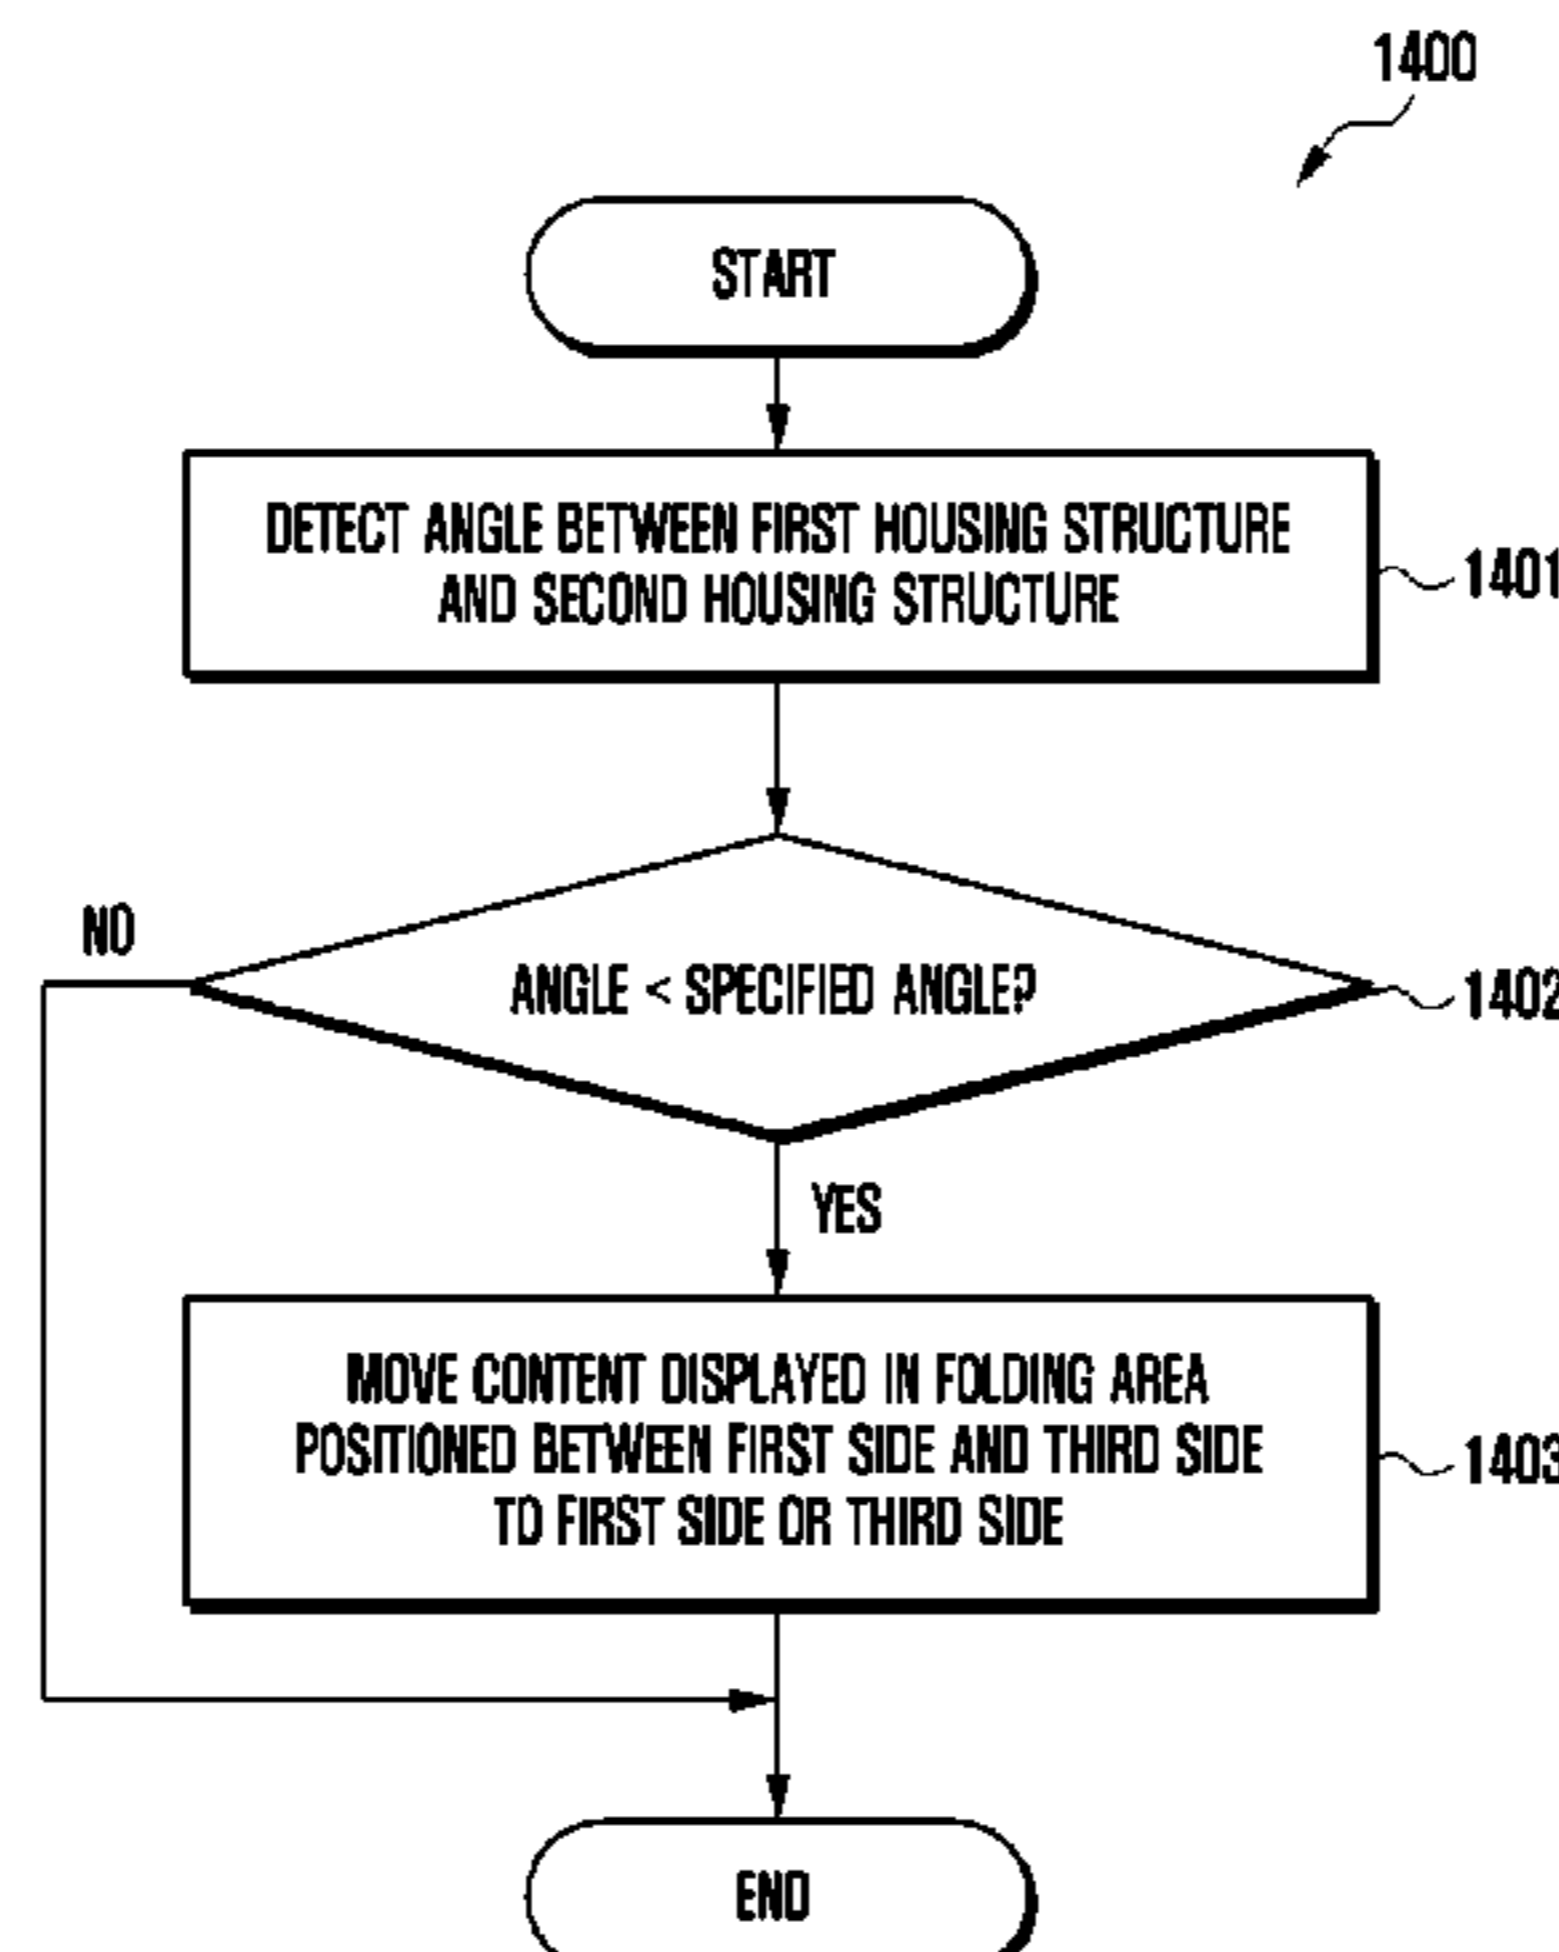 1400
START
DETECT ANGLE BETWEEN FIRST HOUSING STRUCTURE
AND SECOND HOUSING STRUCTURE
1401
NO
ANGLE < SPECIFIED ANGLE?
1402
YES
MOVE CONTENT DISPLAYED IN FOLDING AREA
POSITIONED BETWEEN FIRST SIDE AND THIRD SIDE
TO FIRST SIDE OR THIRD SIDE
1403
END